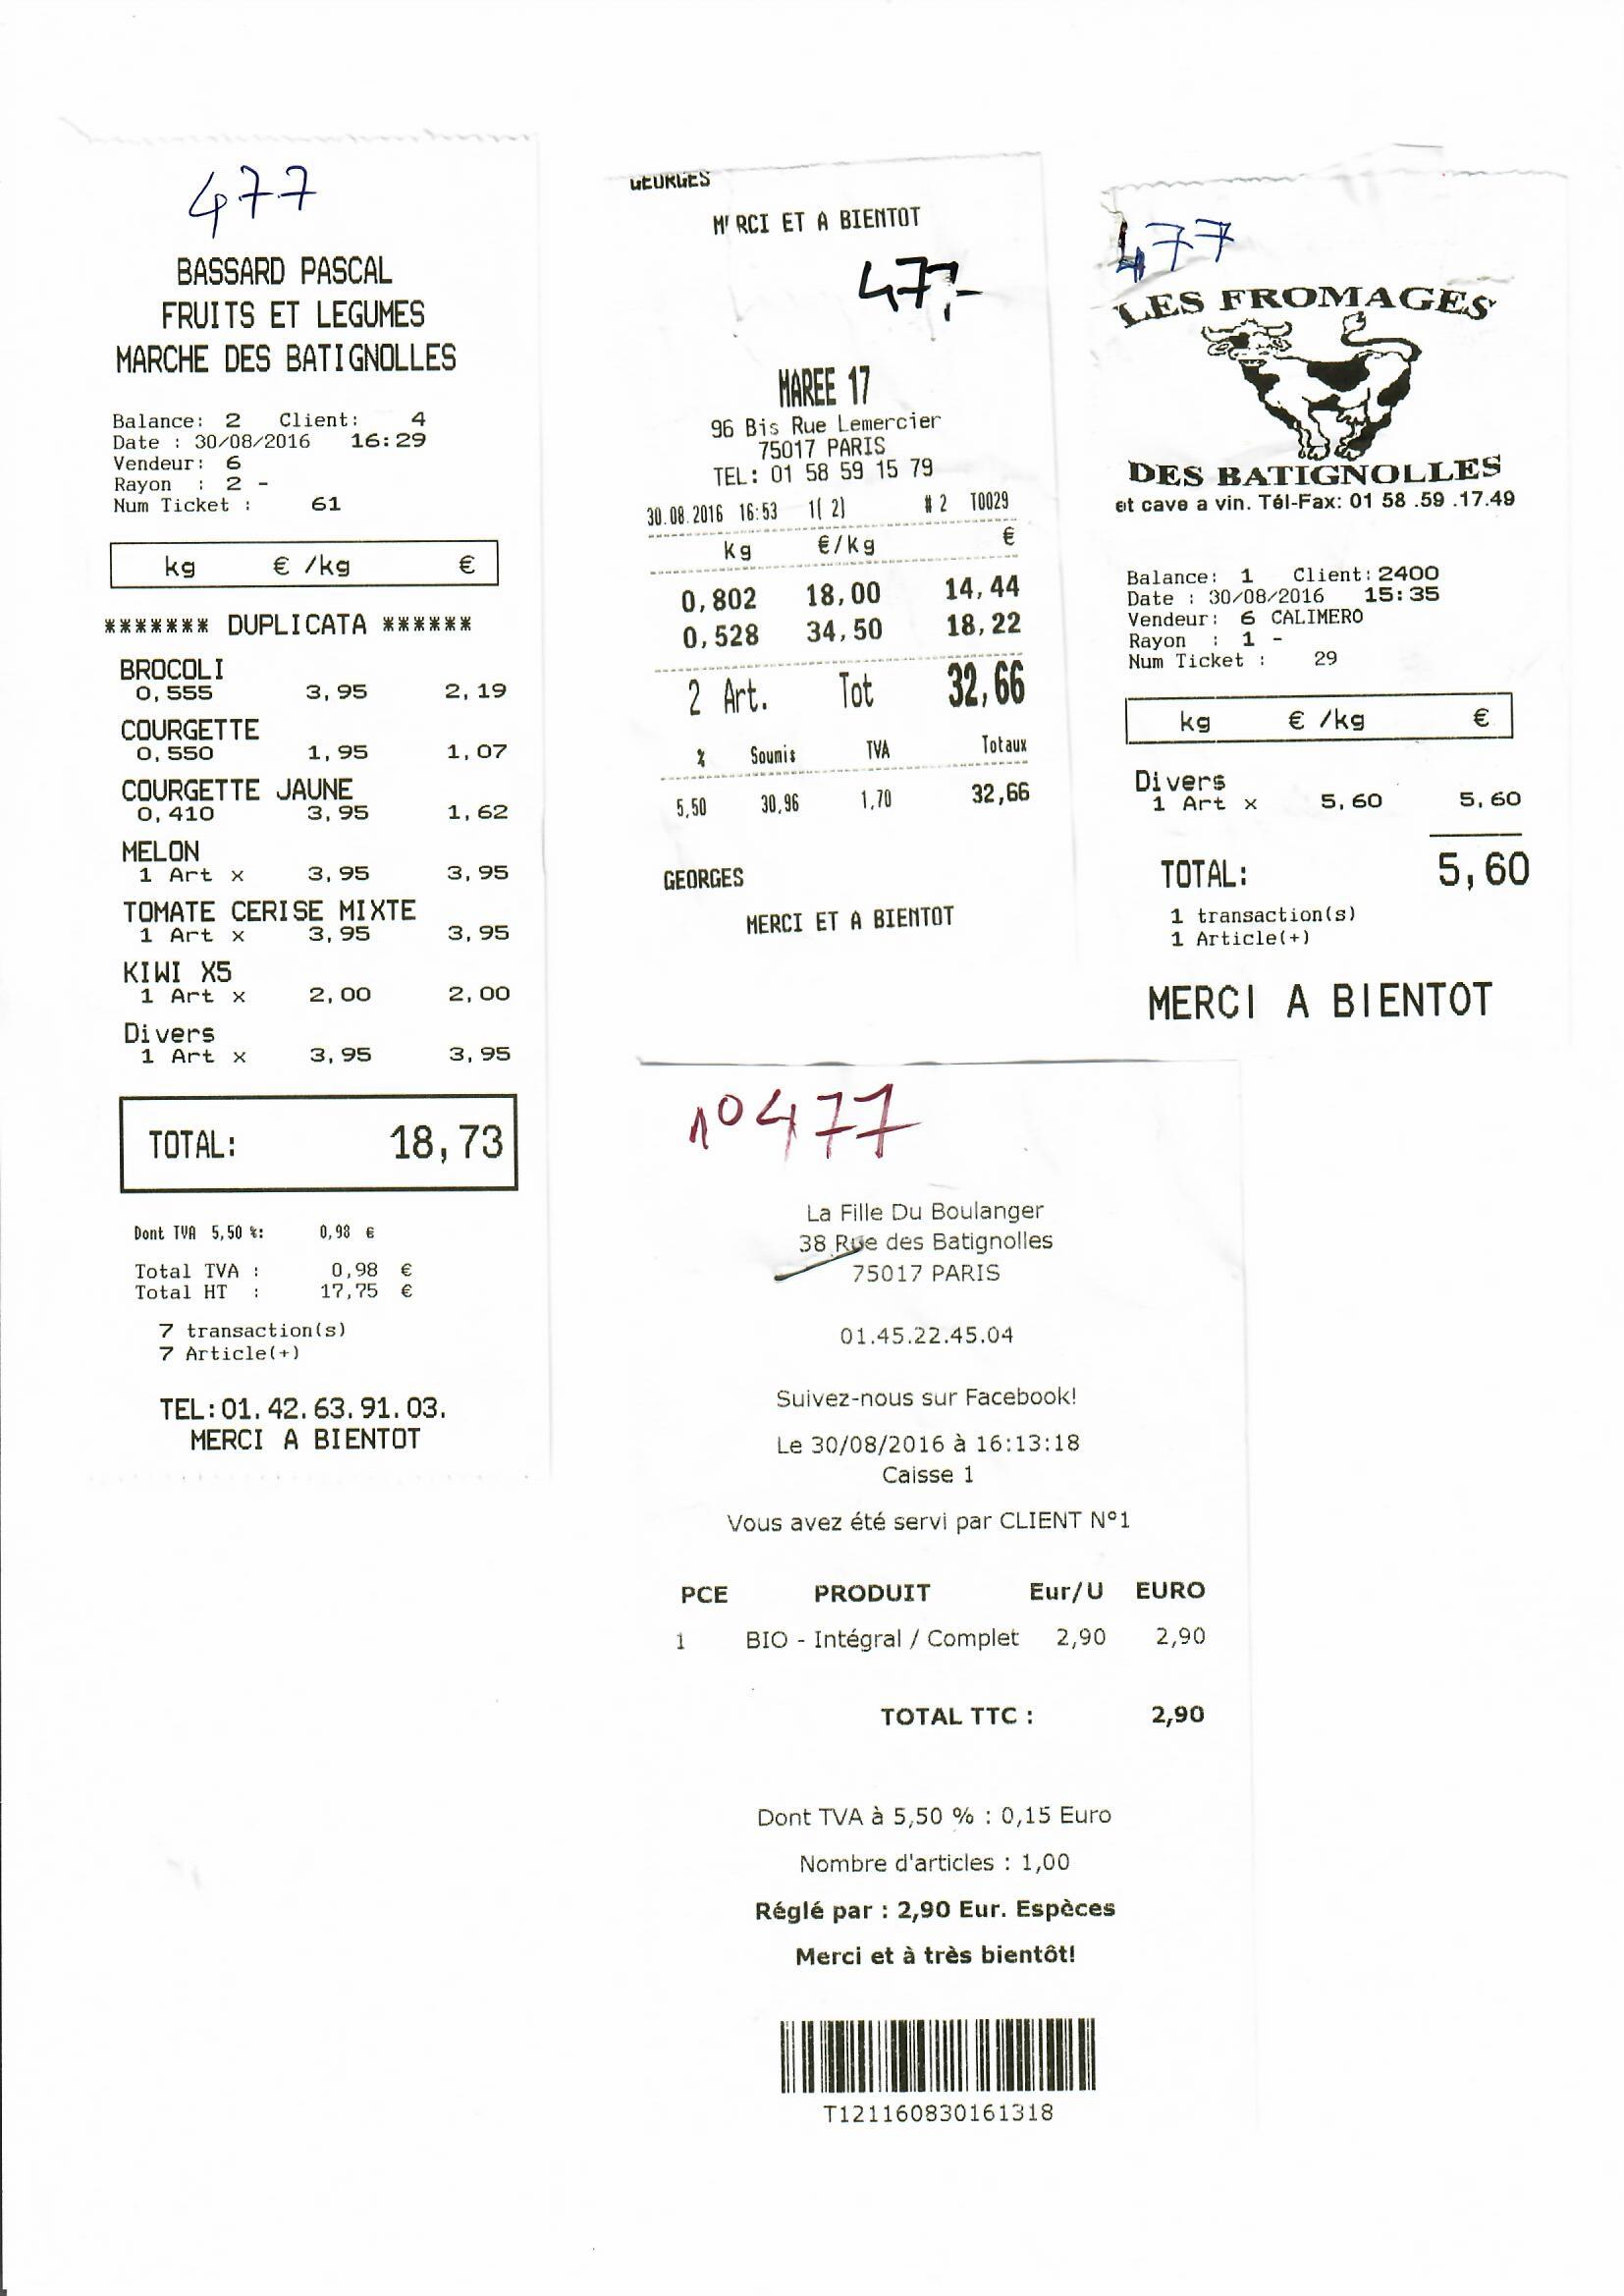 477
BASSARD PASCAL
FRUITS ET LEGUMES
MARCHE DES BATIGNOLLES
Balance: 2 Client: 4
Date : 30/08/2016 16:29
Vendeur: 6
Rayon : 2 -
Num Ticket : 61
kg € /kg €
******* DUPLICATA ******
BROCOLI
0,555 3,95 2,19
COURGETTE
0,550 1,95 1,07
COURGETTE JAUNE
0,410 3,95 1,62
MELON
1 Art x 3,95 3,95
TOMATE CERISE MIXTE
1 Art x 3,95 3,95
KIWI X5
1 Art x 2,00 2,00
Divers
1 Art x 3,95 3,95
TOTAL: 18,73
Dont TVA 5,50 %: 0,98 €
Total TVA : 0,98 €
Total HT : 17,75 €
7 transaction(s)
7 Article(+)
TEL:01.42.63.91.03.
MERCI A BIENTOT
GEORGES
M RCI ET A BIENTOT
MAREE 17
96 Bis Rue Lemercier
75017 PARIS
TEL: 01 58 59 15 79
30.08.2016 16:53 1( 2) # 2 T0029
kg €/kg €
0,802 18,00 14,44
0,528 34,50 18,22
2 Art. Tot 32,66
% Soumis TVA Totaux
5,50 30,96 1,70 32,66
GEORGES
MERCI ET A BIENTOT
477
LES FROMAGES
DES BATIGNOLLES
et cave a vin. Tél-Fax: 01 58 .59 .17.49
Balance: 1 Client: 2400
Date : 30/08/2016 15:35
Vendeur: 6 CALIMERO
Rayon : 1 -
Num Ticket : 29
kg € /kg €
Divers
1 Art x 5,60 5,60
TOTAL: 5,60
1 transaction(s)
1 Article(+)
MERCI A BIENTOT
n° 477
La Fille Du Boulanger
38 Rue des Batignolles
75017 PARIS
01.45.22.45.04
Suivez-nous sur Facebook!
Le 30/08/2016 à 16:13:18
Caisse 1
Vous avez été servi par CLIENT N°1
PCE PRODUIT Eur/U EURO
1 BIO - Intégral / Complet 2,90 2,90
TOTAL TTC : 2,90
Dont TVA à 5,50 % : 0,15 Euro
Nombre d'articles : 1,00
Réglé par : 2,90 Eur. Espèces
Merci et à très bientôt!
T121160830161318